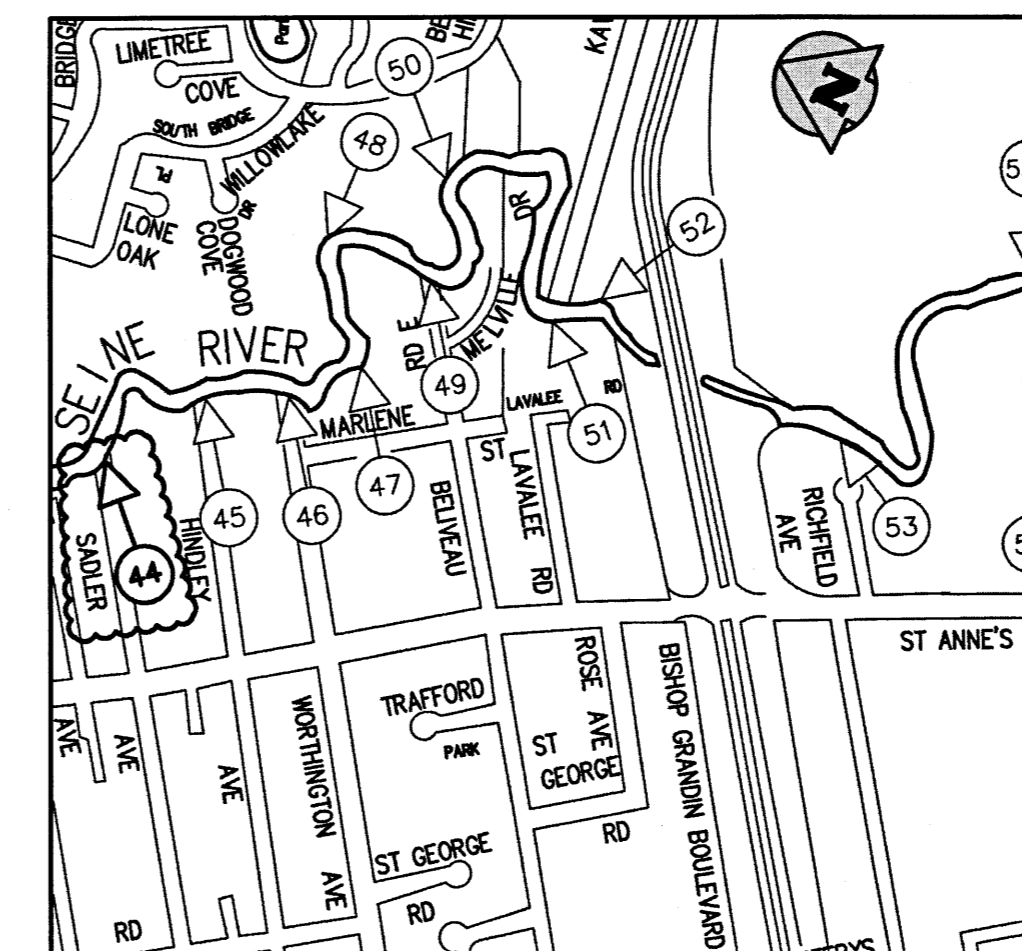 BRIDGE
LIMETREE
COVE
SOUTH BRIDGE
WILLOWLAKE
DR
PL
LONE
OAK
DOGWOOD
COVE
50
48
N
52
DR
MELVILLE
RD E
SEINE RIVER
49
51
LAVALEE
RD
MARLENE
ST
47
46
45
44
SADLER
HINDLEY
BELIVEAU
LAVALEE
RD
RICHFIELD
AVE
53
ST ANNE'S
AVE
AVE
AVE
WORTHINGTON
AVE
TRAFFORD
PARK
ROSE AVE
ST
GEORGE
RD
BISHOP GRANDIN BOULEVARD
ST GEORGE
RD
RD